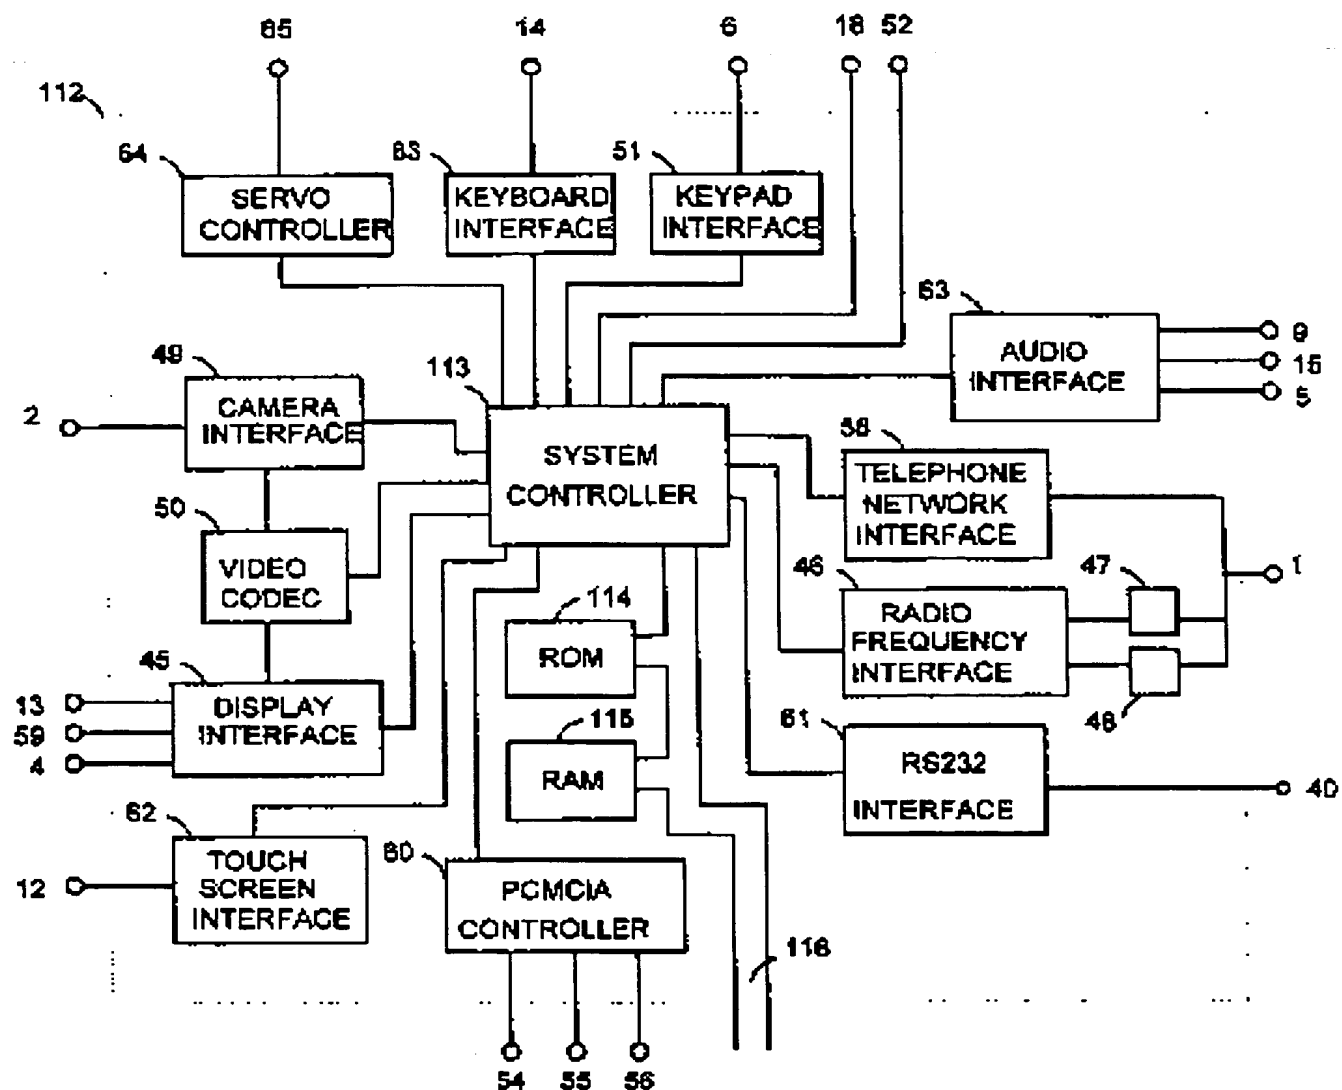 65
14
6
18
52
112
64
63
51
SERVO
CONTROLLER
KEYBOARD
INTERFACE
KEYPAD
INTERFACE
49
CAMERA
INTERFACE
2
113
SYSTEM
CONTROLLER
AUDIO
INTERFACE
9
15
5
58
TELEPHONE
NETWORK
INTERFACE
1
50
VIDEO
CODEC
46
RADIO
FREQUENCY
INTERFACE
47
48
114
ROM
115
RAM
45
DISPLAY
INTERFACE
13
59
4
61
RS232
INTERFACE
40
62
TOUCH
SCREEN
INTERFACE
12
60
PCMCIA
CONTROLLER
116
54
55
56